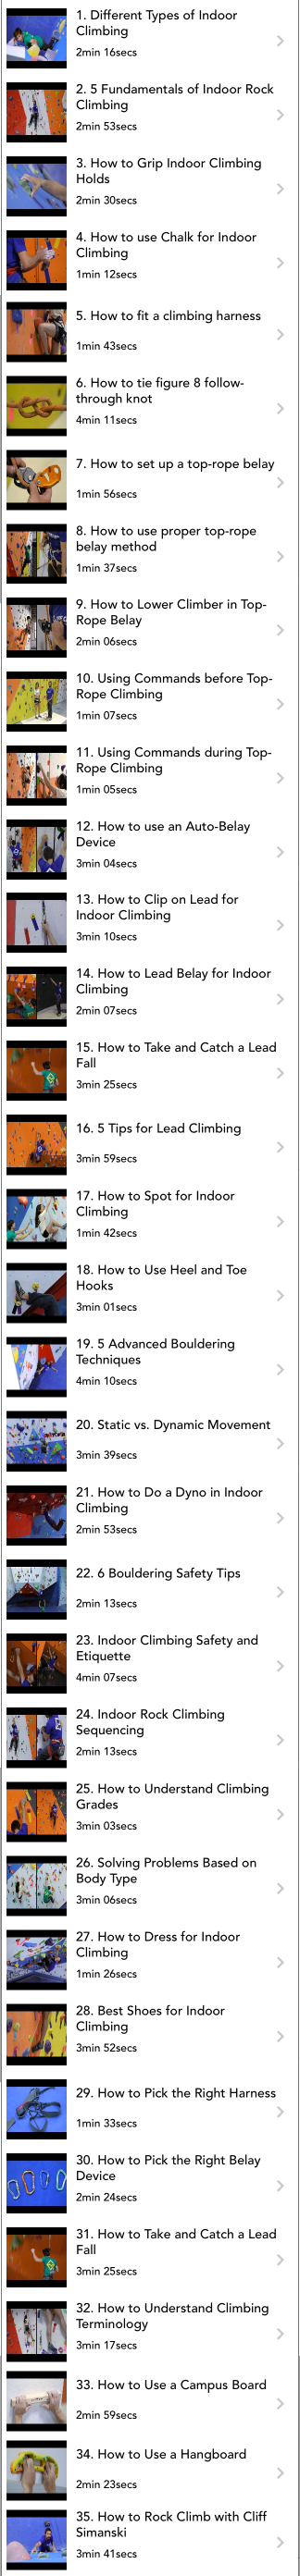 1. Different Types of Indoor
Climbing
2min 16secs
2. 5 Fundamentals of Indoor Rock
Climbing
2min 53secs
3. How to Grip Indoor Climbing
Holds
2min 30secs
4. How to use Chalk for Indoor
Climbing
1min 12secs
5. How to fit a climbing harness
1min 43secs
6. How to tie figure 8 follow-
through knot
4min 11secs
7. How to set up a top-rope belay
1min 56secs
8. How to use proper top-rope
belay method
1min 37secs
9. How to Lower Climber in Top-
Rope Belay
2min 06secs
10. Using Commands before Top-
Rope Climbing
1min 07secs
11. Using Commands during Top-
Rope Climbing
1min 05secs
12. How to use an Auto-Belay
Device
3min 04secs
13. How to Clip on Lead for
Indoor Climbing
3min 10secs
14. How to Lead Belay for Indoor
Climbing
2min 07secs
15. How to Take and Catch a Lead
Fall
3min 25secs
16. 5 Tips for Lead Climbing
3min 59secs
17. How to Spot for Indoor
Climbing
1min 42secs
18. How to Use Heel and Toe
Hooks
3min 01secs
19. 5 Advanced Bouldering
Techniques
4min 10secs
20. Static vs. Dynamic Movement
3min 39secs
21. How to Do a Dyno in Indoor
Climbing
2min 53secs
22. 6 Bouldering Safety Tips
2min 13secs
23. Indoor Climbing Safety and
Etiquette
4min 07secs
24. Indoor Rock Climbing
Sequencing
2min 13secs
25. How to Understand Climbing
Grades
3min 03secs
26. Solving Problems Based on
Body Type
3min 06secs
27. How to Dress for Indoor
Climbing
1min 26secs
28. Best Shoes for Indoor
Climbing
3min 52secs
29. How to Pick the Right Harness
1min 33secs
30. How to Pick the Right Belay
Device
2min 24secs
31. How to Take and Catch a Lead
Fall
3min 25secs
32. How to Understand Climbing
Terminology
3min 17secs
33. How to Use a Campus Board
2min 59secs
34. How to Use a Hangboard
2min 23secs
35. How to Rock Climb with Cliff
Simanski
3min 41secs